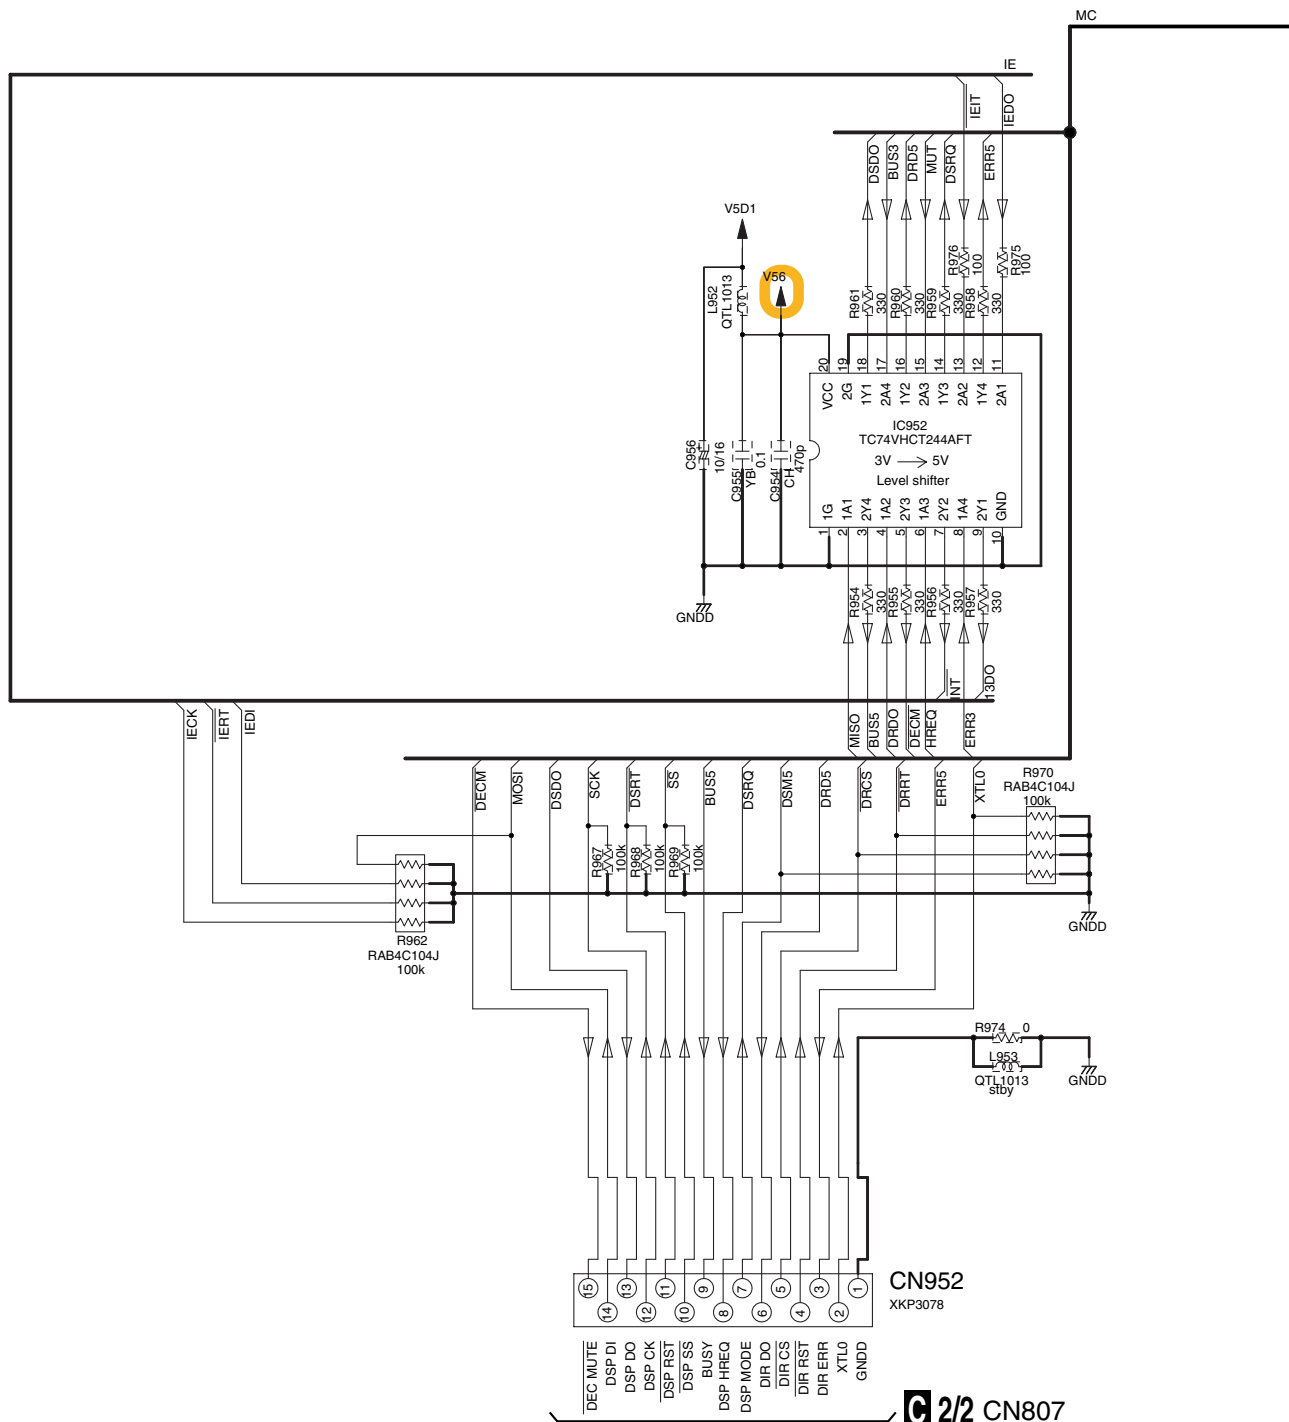 MC
IE
IEIT
IEDO
DSDO
BUS3
DRD5
MUT
DSRQ
ERR5
V5D1
V56
L952
QTL1013
R976
100
R975
100
R961
330
R960
330
R959
330
R958
330
20
19
18
17
16
15
14
13
12
11
VCC
2G
1Y1
2A4
1Y2
2A3
1Y3
2A2
1Y4
2A1
IC952
TC74VHCT244AFT
3V
5V
Level shifter
C956
+
10/16
C955
YB
0.1
C954
CH
470p
1G
1A1
2Y4
1A2
2Y3
1A3
2Y2
1A4
2Y1
GND
1
2
3
4
5
6
7
8
9
10
GNDD
R954
330
R955
330
R956
330
R957
330
INT
13DO
IECK
IERT
IEDI
MISO
BUS5
DRDO
DECM
HREQ
ERR3
DECM
MOSI
DSDO
SCK
DSRT
SS
BUS5
DSRQ
DSM5
DRD5
DRCS
DRRT
ERR5
XTL0
R970
RAB4C104J
100k
R967
100k
R968
100k
R969
100k
GNDD
R962
RAB4C104J
100k
R974
0
L953
QTL1013
stby
GNDD
15
14
13
12
11
10
9
8
7
6
5
4
3
2
1
CN952
XKP3078
DEC MUTE
DSP DI
DSP DO
DSP CK
DSP RST
DSP SS
BUSY
DSP HREQ
DSP MODE
DIR DO
DIR CS
DIR RST
DIR ERR
XTL0
GNDD
C 2/2 CN807